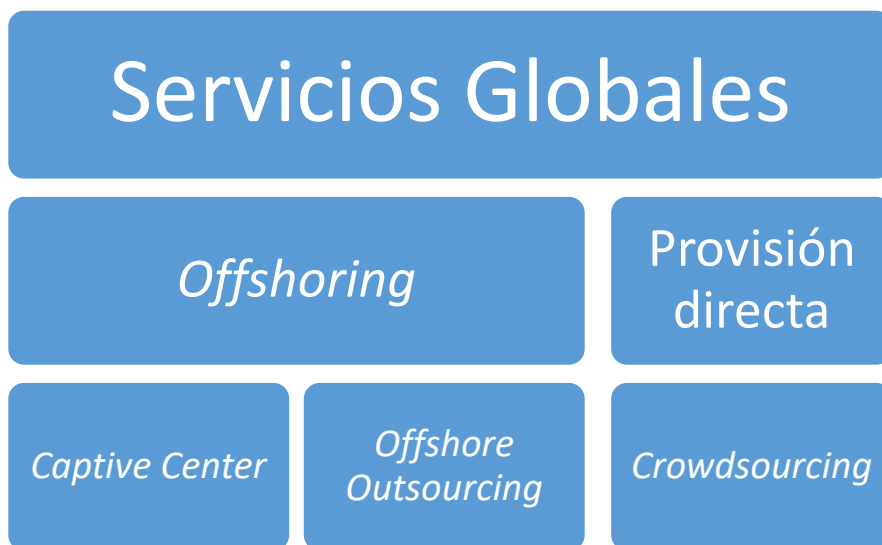 Servicios Globales
Offshoring
Provisión
directa
Captive Center
Offshore
Outsourcing
Crowdsourcing